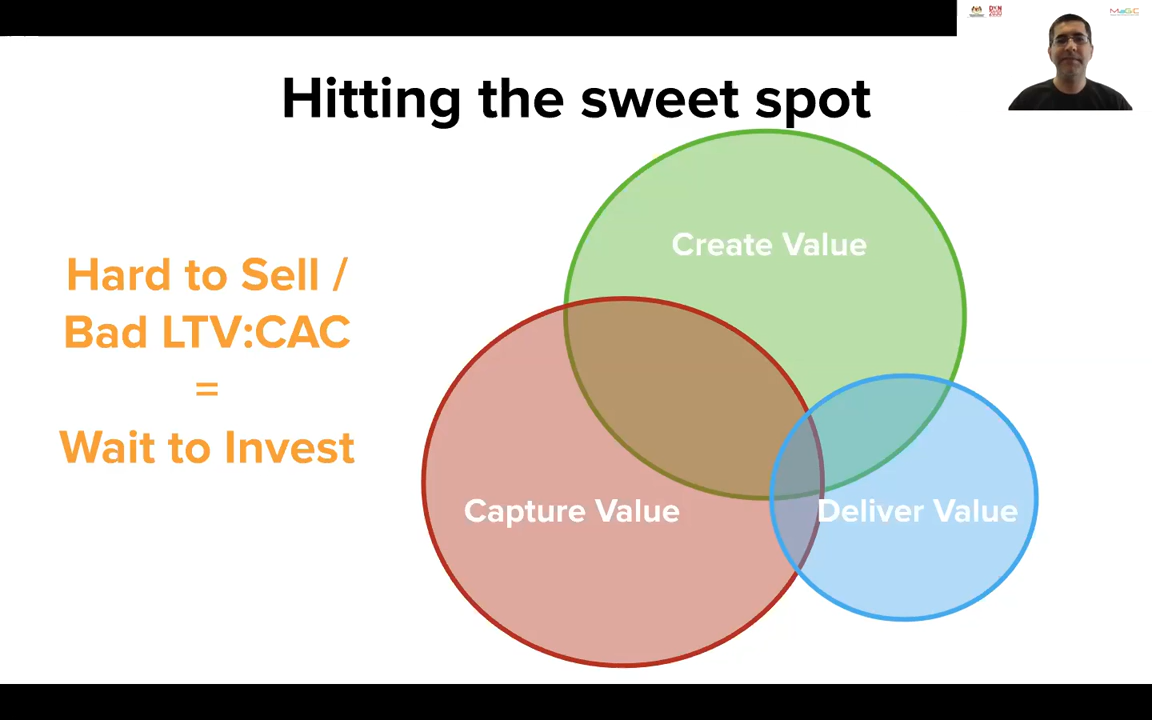 MaGIC
Hitting the sweet spot
Create Value
Hard to Sell /
Bad LTV:CAC
=
Wait to Invest
Capture Value
Deliver Value